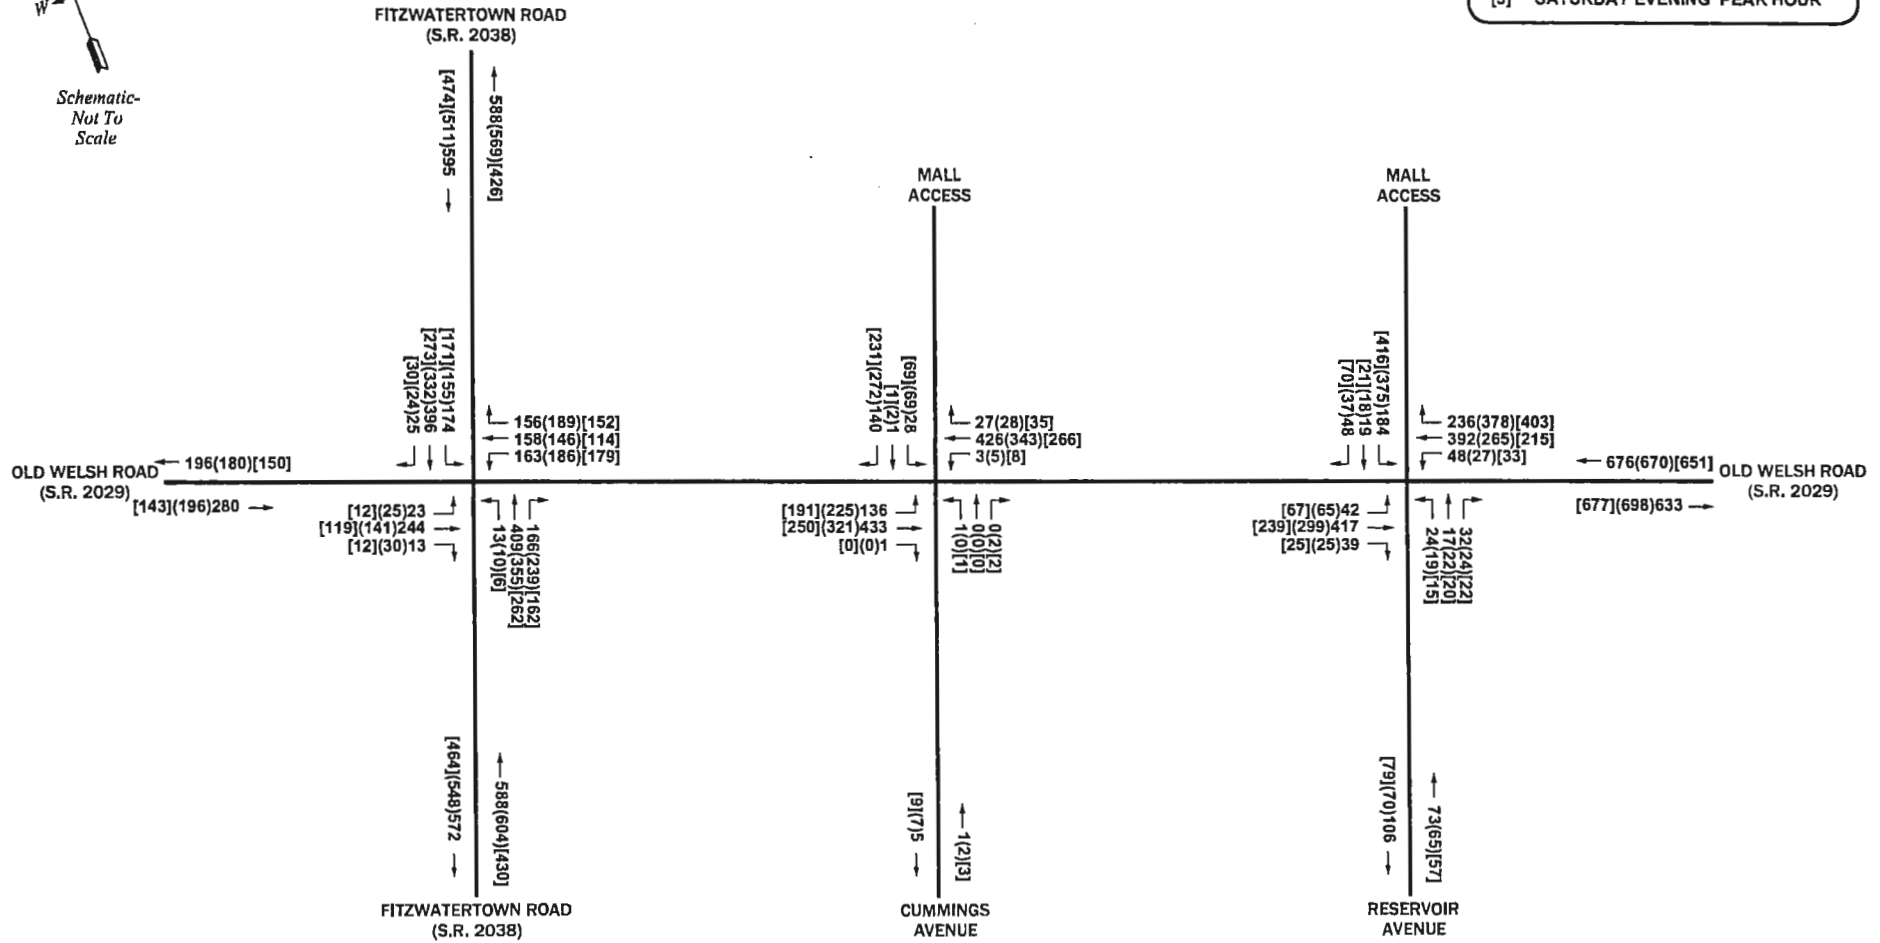 W
Schematic-
Not To
Scale
FITZWATERTOWN ROAD
(S.R. 2038)
[5] SATURDAY EVENING PEAK HOUR
[474](511)595
588(569)[426]
MALL
ACCESS
MALL
ACCESS
[30](24)25
[273](332)396
[171](155)174
156(189)[152]
158(146)[114]
163(186)[179]
[231](272)140
[1](2)1
[69](69)28
27(28)[35]
426(343)[266]
3(5)[8]
[70](37)48
[21](18)19
[416](375)184
236(378)[403]
392(265)[215]
48(27)[33]
OLD WELSH ROAD
(S.R. 2029)
196(180)[150]
[143](196)280
676(670)[651]
[677](698)633
OLD WELSH ROAD
(S.R. 2029)
[12](25)23
[119](141)244
[12](30)13
13(10)[6]
409(355)[262]
166(239)[162]
[191](225)136
[250](321)433
[0](0)1
1(0)[1]
0(0)[0]
0(2)[2]
[67](65)42
[239](299)417
[25](25)39
24(19)[15]
17(22)[20]
32(24)[22]
[464](548)572
588(604)[430]
[9](7)5
1(2)[3]
[79](70)106
73(65)[57]
FITZWATERTOWN ROAD
(S.R. 2038)
CUMMINGS
AVENUE
RESERVOIR
AVENUE